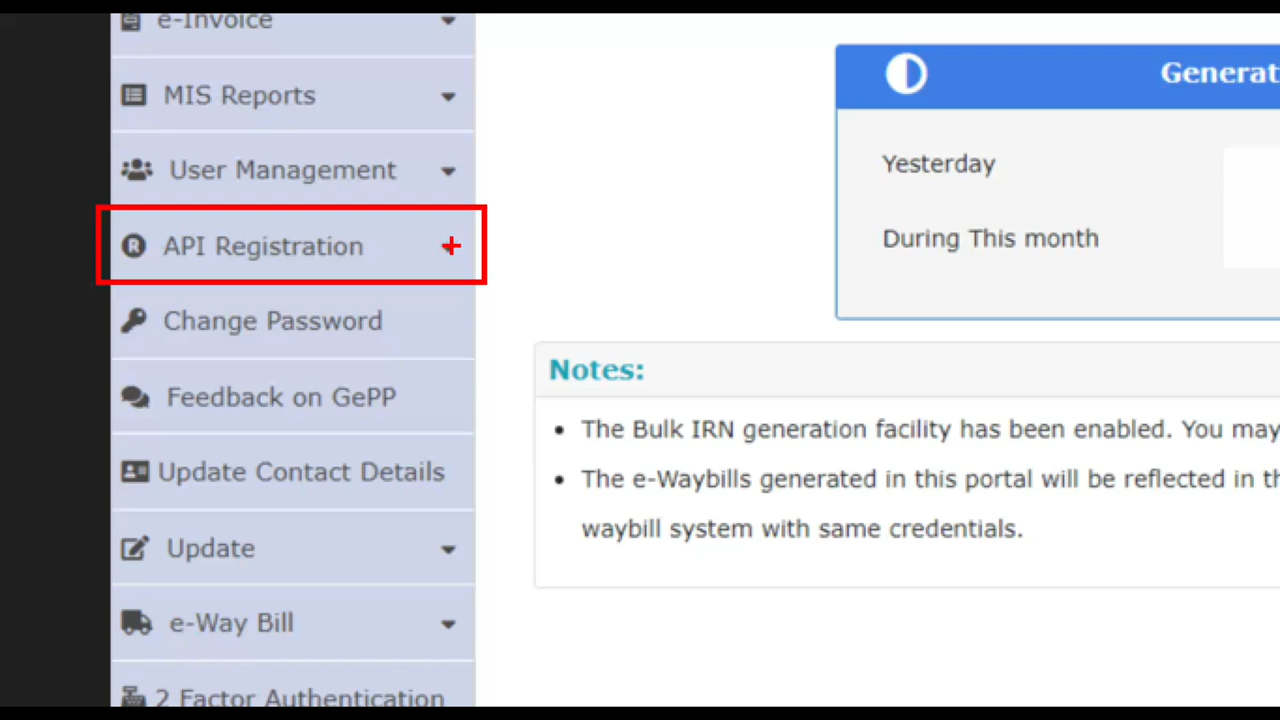 e-Invoice
MIS Reports
User Management
API Registration
Change Password
Feedback on GePP
Update Contact Details
Update
e-Way Bill
2 Factor Authentication
Generat
Yesterday
During This month
Notes:
The Bulk IRN generation facility has been enabled. You may
The e-Waybills generated in this portal will be reflected in th
waybill system with same credentials.